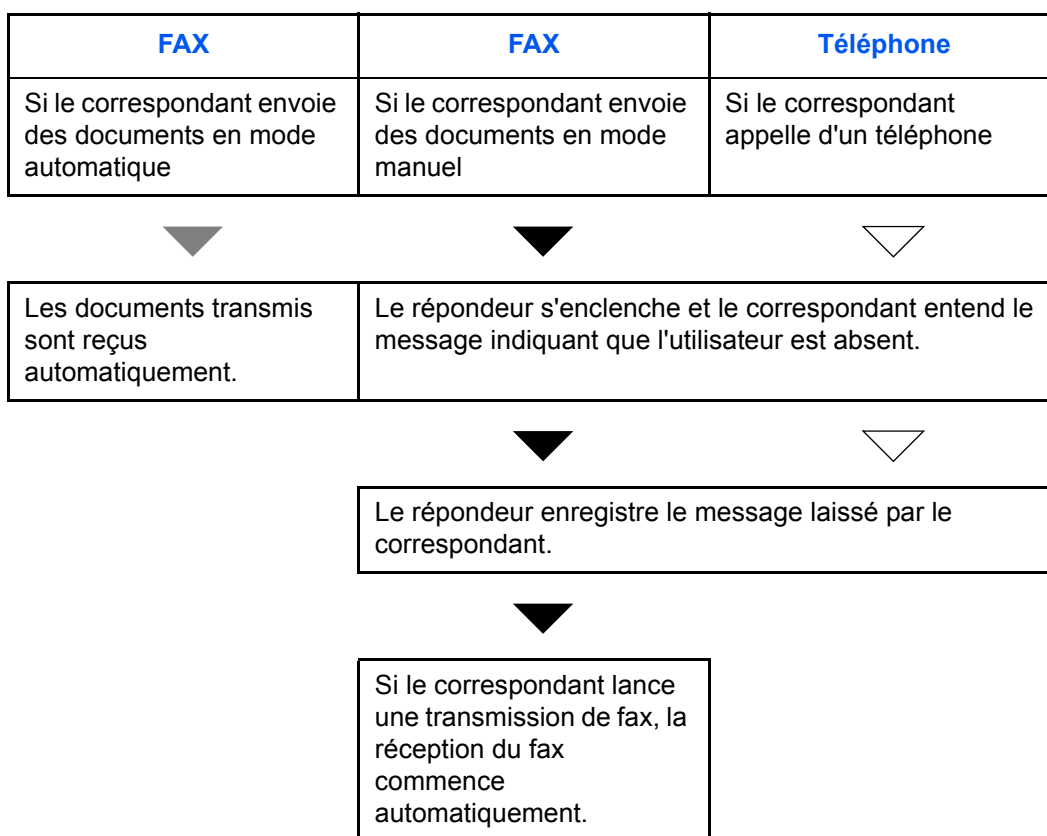 FAX
FAX
Téléphone
Si le correspondant envoie
des documents en mode
automatique
Si le correspondant envoie
des documents en mode
manuel
Si le correspondant
appelle d'un téléphone
Les documents transmis
sont reçus
automatiquement.
Le répondeur s'enclenche et le correspondant entend le
message indiquant que l'utilisateur est absent.
Le répondeur enregistre le message laissé par le
correspondant.
Si le correspondant lance
une transmission de fax, la
réception du fax
commence
automatiquement.